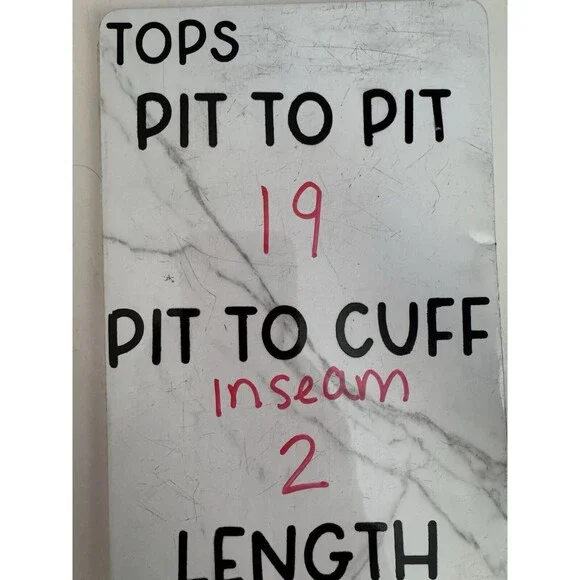 TOPS
PIT TO PIT
19
PIT TO CUFF
inseam
2
LENGTH